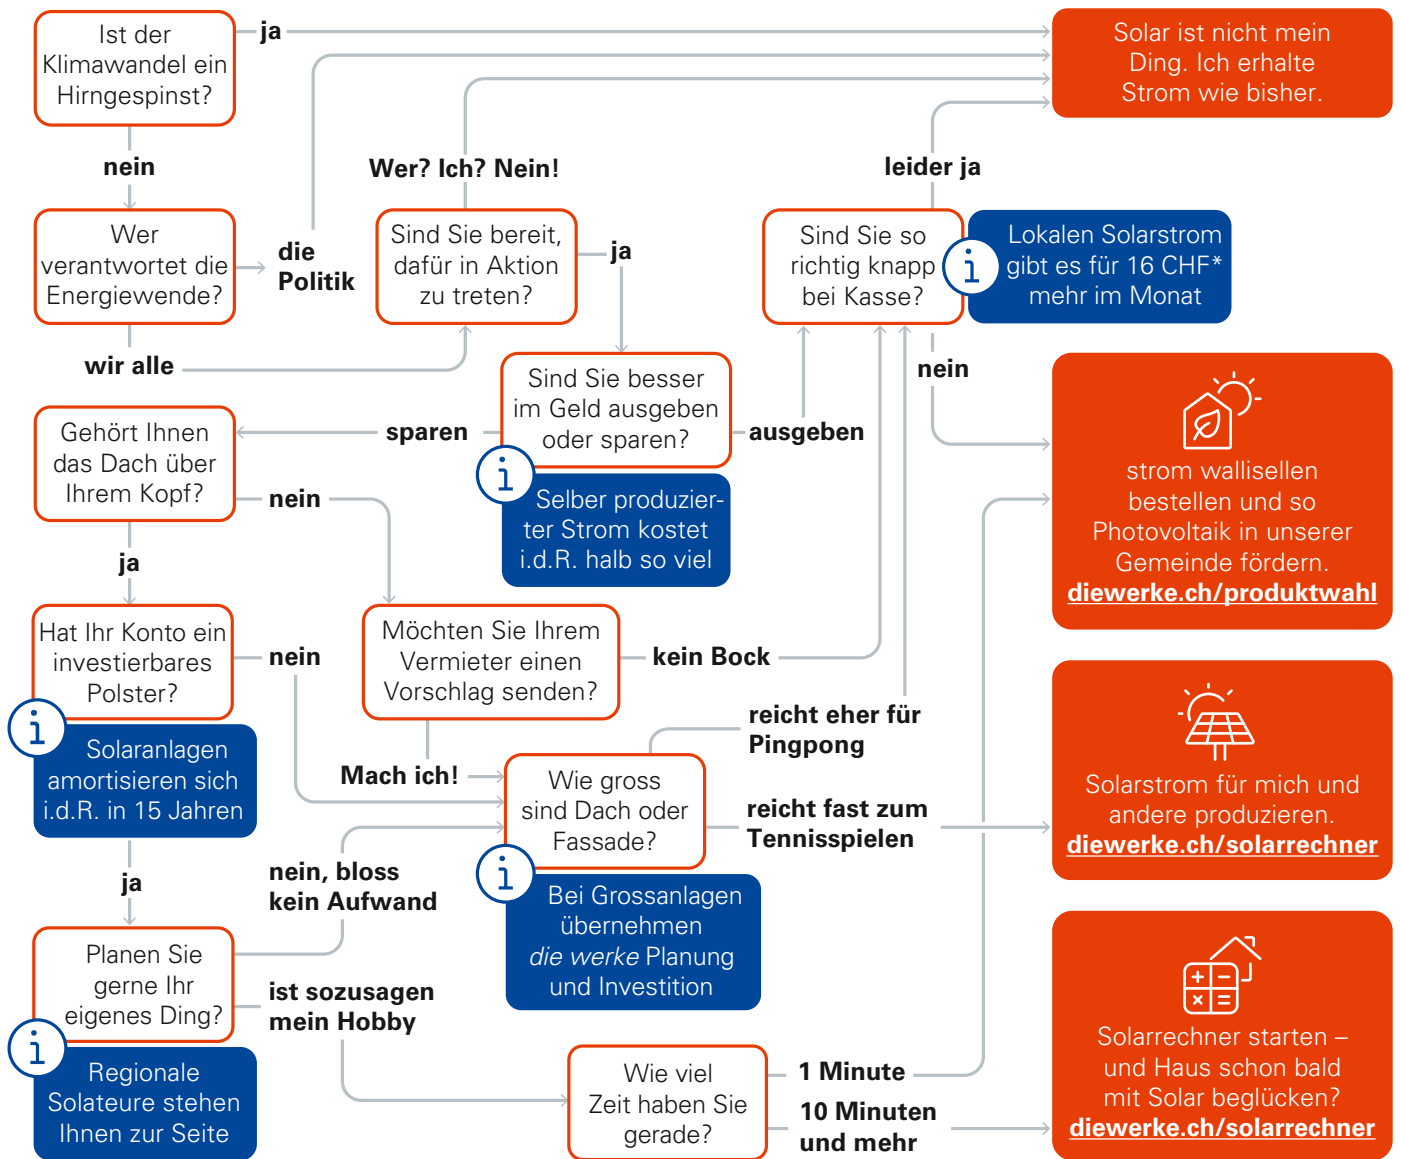 Ist der
Klimawandel ein
Hirngespinst?
ja
Solar ist nicht mein
Ding. Ich erhalte
Strom wie bisher.
nein
Wer? Ich? Nein!
leider ja
Wer
verantwortet die
Energiewende?
die
Politik
Sind Sie bereit,
dafür in Aktion
zu treten?
ja
Sind Sie so
richtig knapp
bei Kasse?
i
Lokalen Solarstrom
gibt es für 16 CHF*
mehr im Monat
wir alle
nein
Sind Sie besser
im Geld ausgeben
oder sparen?
sparen
ausgeben
i
Selber produzier-
ter Strom kostet
i.d.R. halb so viel
Gehört Ihnen
das Dach über
Ihrem Kopf?
nein
ja
strom wallisellen
bestellen und so
Photovoltaik in unserer
Gemeinde fördern.
diewerke.ch/produktwahl
Hat Ihr Konto ein
investierbares
Polster?
nein
i
Solaranlagen
amortisieren sich
i.d.R. in 15 Jahren
Möchten Sie Ihrem
Vermieter einen
Vorschlag senden?
kein Bock
Mach ich!
reicht eher für
Pingpong
Wie gross
sind Dach oder
Fassade?
reicht fast zum
Tennisspielen
i
Bei Grossanlagen
übernehmen
die werke Planung
und Investition
Solarstrom für mich und
andere produzieren.
diewerke.ch/solarrechner
ja
nein, bloss
kein Aufwand
Planen Sie
gerne Ihr
eigenes Ding?
ist sozusagen
mein Hobby
i
Regionale
Solateure stehen
Ihnen zur Seite
Wie viel
Zeit haben Sie
gerade?
1 Minute
10 Minuten
und mehr
Solarrechner starten –
und Haus schon bald
mit Solar beglücken?
diewerke.ch/solarrechner